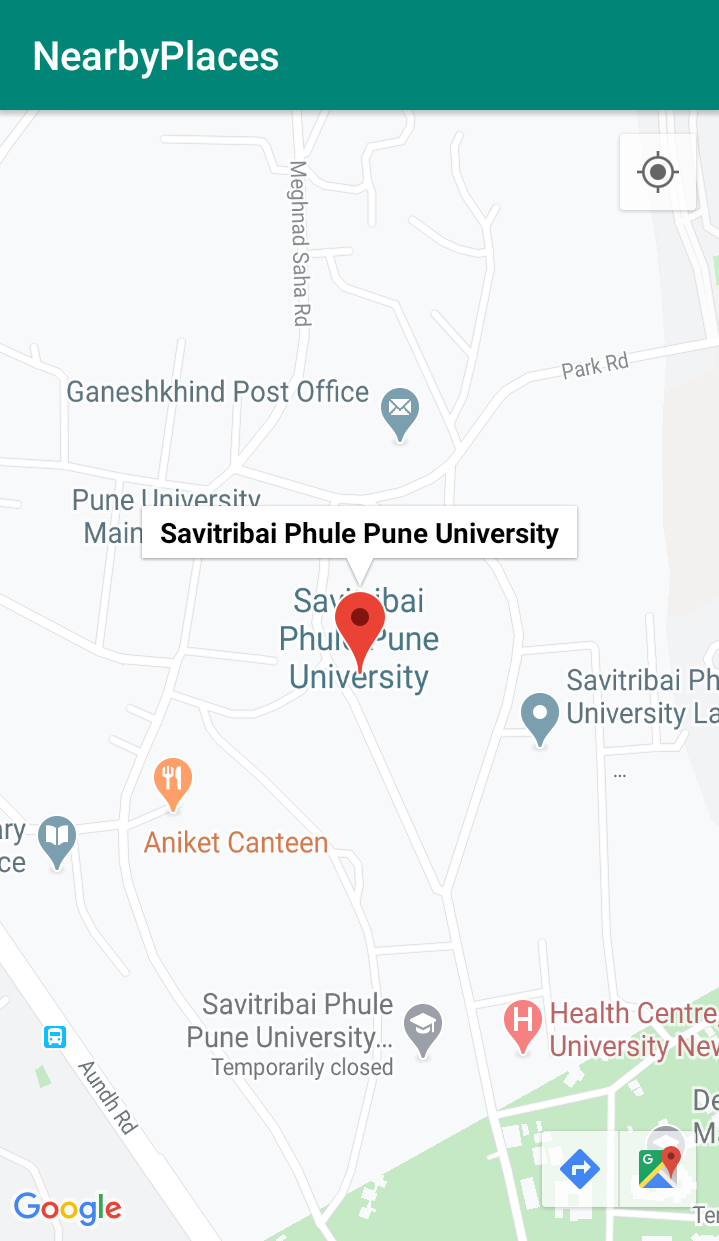 NearbyPlaces
Meghnad Saha Rd
Park Rd
Ganeshkhind Post Office
Pune University
Main
Savitribai Phule Pune University
Savitribai
Phule Pune
University
Savitribai Ph
University La
...
Aniket Canteen
ary
ce
Savitribai Phule
Pune University...
Temporarily closed
H
Health Centre,
University New
Aundh Rd
De
Ma
G
Google
Ter